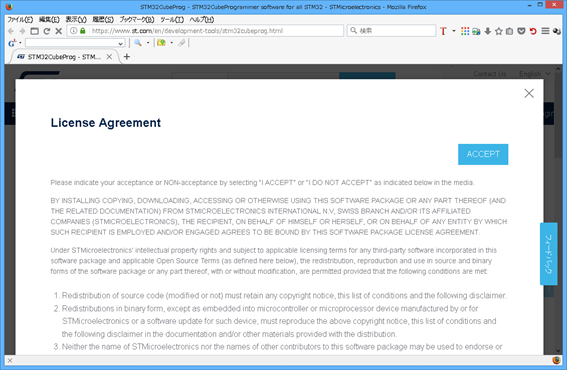 STM32CubeProg - STM32CubeProgrammer software for all STM32 - STMicroelectronics - Mozilla Firefox
ファイル(F) 編集(E) 表示(V) 履歴(S) ブックマーク(B) ツール(T) ヘルプ(H)
https://www.st.com/en/development-tools/stm32cubeprog.html
検索
STM32CubeProg - STM...
Contact Us English
License Agreement
ACCEPT
Please indicate your acceptance or NON-acceptance by selecting "I ACCEPT" or "I DO NOT ACCEPT" as indicated below in the media.
BY INSTALLING COPYING, DOWNLOADING, ACCESSING OR OTHERWISE USING THIS SOFTWARE PACKAGE OR ANY PART THEREOF (AND
THE RELATED DOCUMENTATION) FROM STMICROELECTRONICS INTERNATIONAL N.V, SWISS BRANCH AND/OR ITS AFFILIATED
COMPANIES (STMICROELECTRONICS), THE RECIPIENT, ON BEHALF OF HIMSELF OR HERSELF, OR ON BEHALF OF ANY ENTITY BY WHICH
SUCH RECIPIENT IS EMPLOYED AND/OR ENGAGED AGREES TO BE BOUND BY THIS SOFTWARE PACKAGE LICENSE AGREEMENT.
Under STMicroelectronics' intellectual property rights and subject to applicable licensing terms for any third-party software incorporated in this
software package and applicable Open Source Terms (as defined here below), the redistribution, reproduction and use in source and binary
forms of the software package or any part thereof, with or without modification, are permitted provided that the following conditions are met:
1. Redistribution of source code (modified or not) must retain any copyright notice, this list of conditions and the following disclaimer.
2. Redistributions in binary form, except as embedded into microcontroller or microprocessor device manufactured by or for
STMicroelectronics or a software update for such device, must reproduce the above copyright notice, this list of conditions and
the following disclaimer in the documentation and/or other materials provided with the distribution.
3. Neither the name of STMicroelectronics nor the names of other contributors to this software package may be used to endorse or
フィードバック